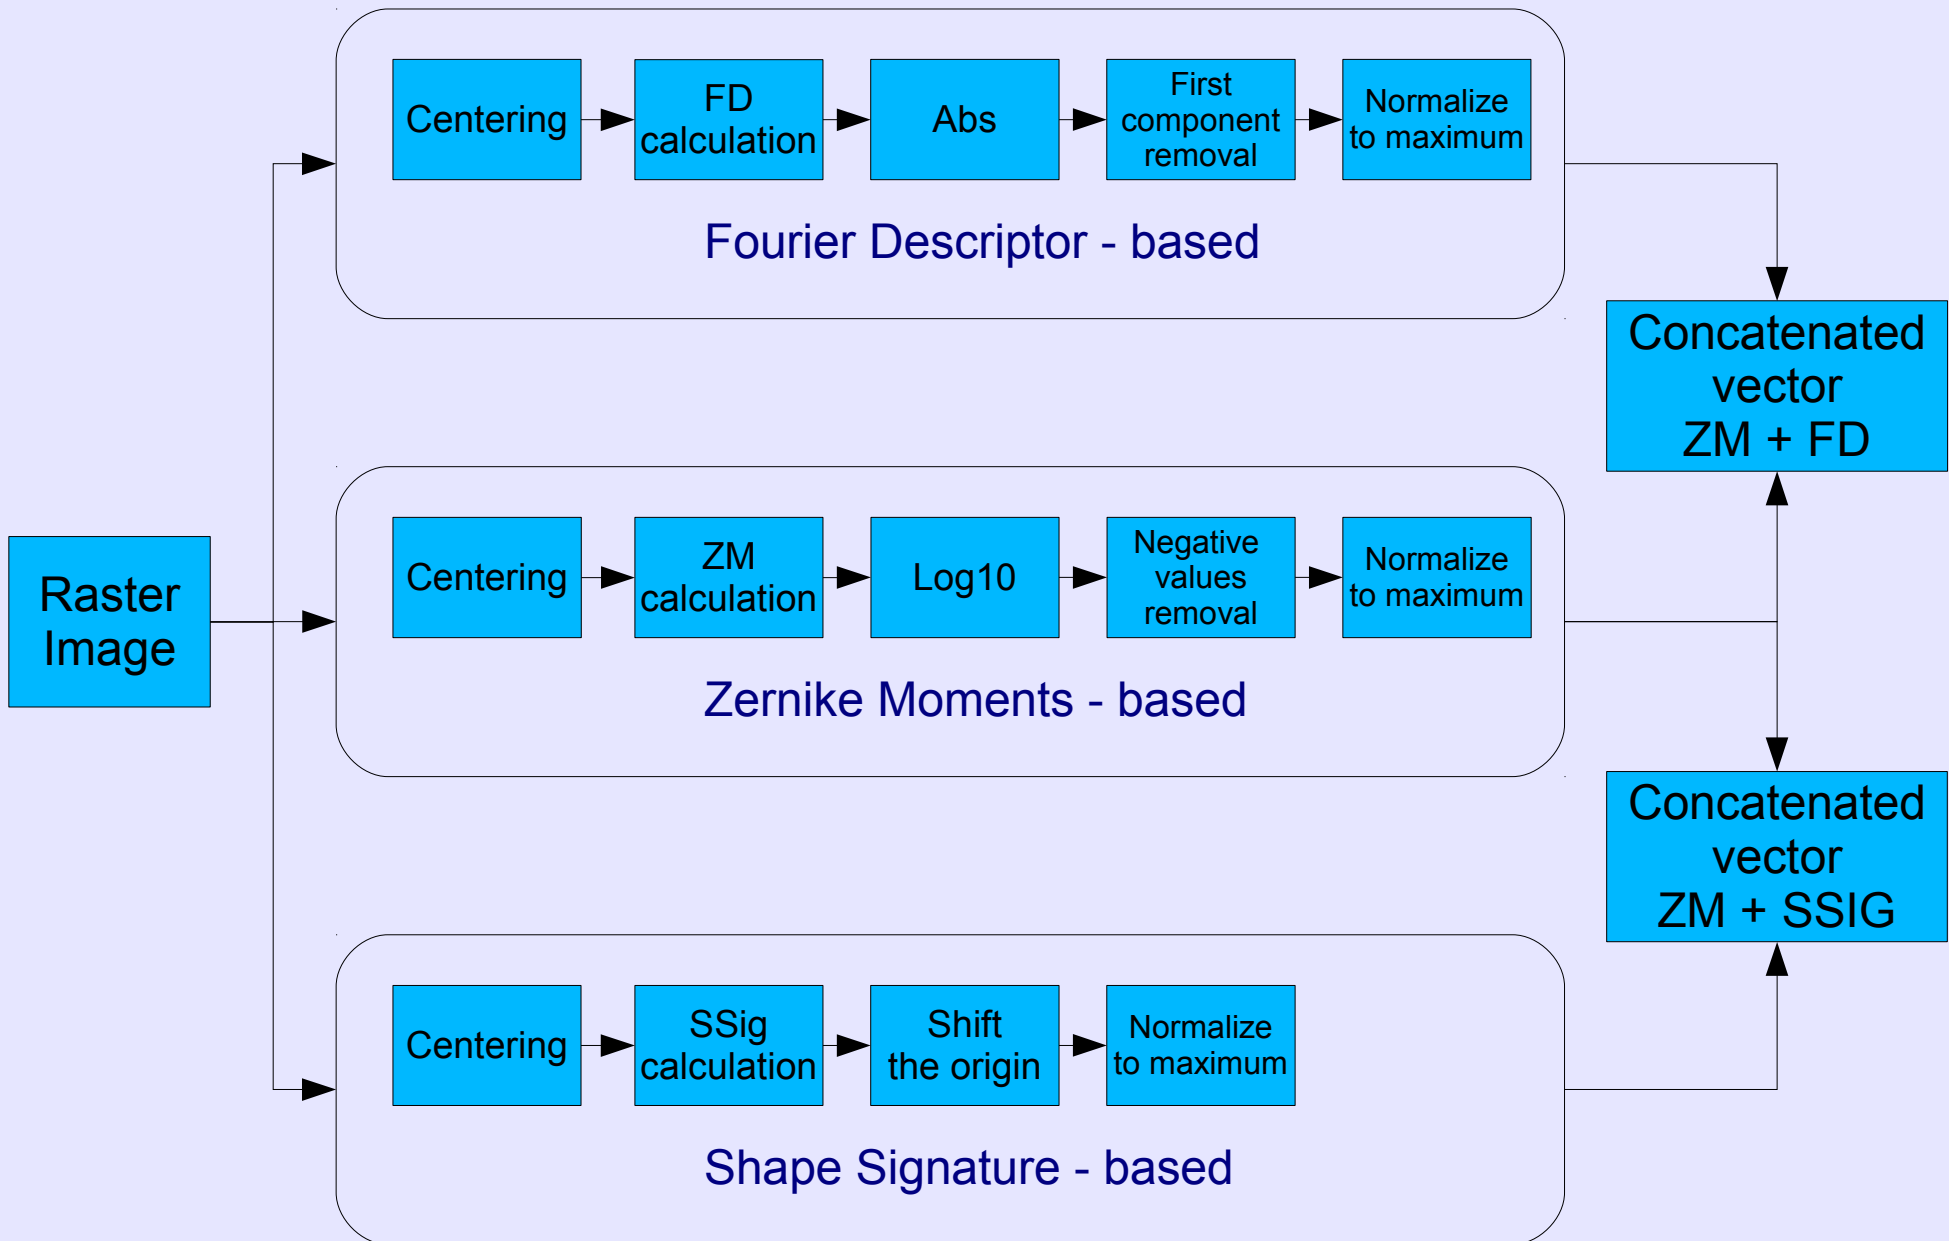 Centering
FD
calculation
Abs
First
component
removal
Normalize
to maximum
Fourier Descriptor - based
Concatenated
vector
ZM + FD
Raster
Image
Centering
ZM
calculation
Log10
Negative
values
removal
Normalize
to maximum
Zernike Moments - based
Concatenated
vector
ZM + SSIG
Centering
SSig
calculation
Shift
the origin
Normalize
to maximum
Shape Signature - based